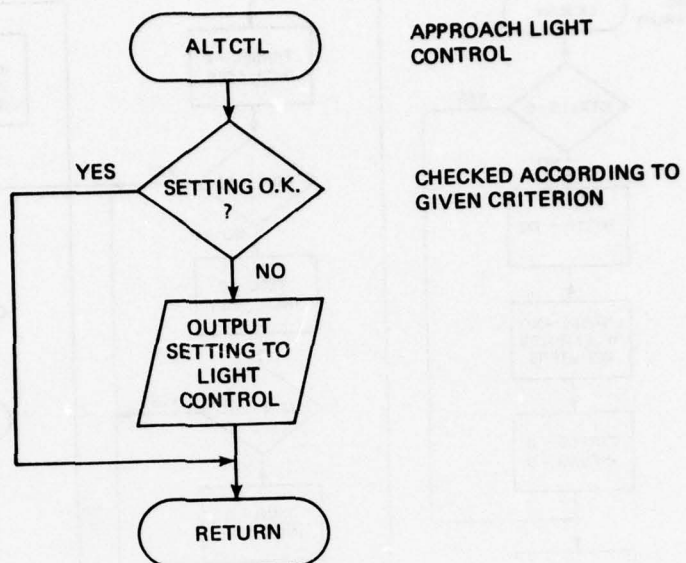 ALTCTL
APPROACH LIGHT
CONTROL
YES
SETTING O.K.
?
CHECKED ACCORDING TO
GIVEN CRITERION
NO
OUTPUT
SETTING TO
LIGHT
CONTROL
RETURN